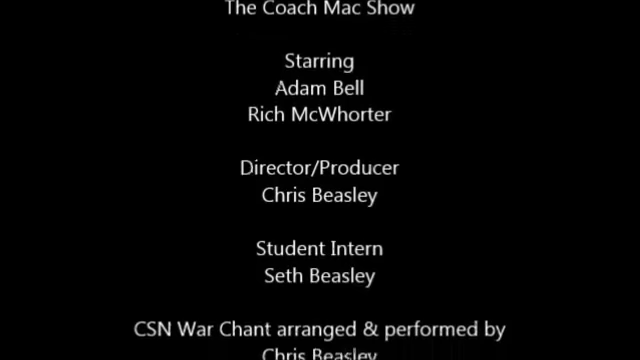 The Coach Mac Show
Starring
Adam Bell
Rich McWhorter
Director/Producer
Chris Beasley
Student Intern
Seth Beasley
CSN War Chant arranged & performed by
Chris Beasley